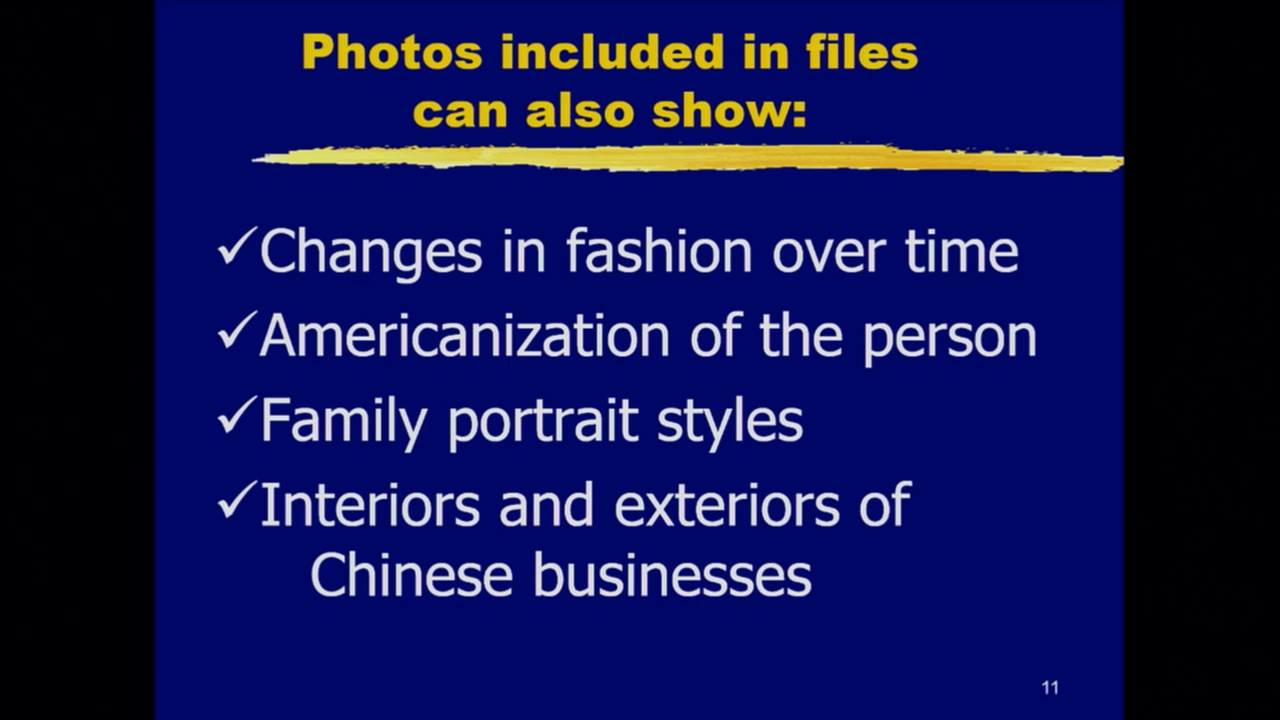 Photos included in files
can also show:
✓Changes in fashion over time
✓Americanization of the person
✓Family portrait styles
✓Interiors and exteriors of
Chinese businesses
11